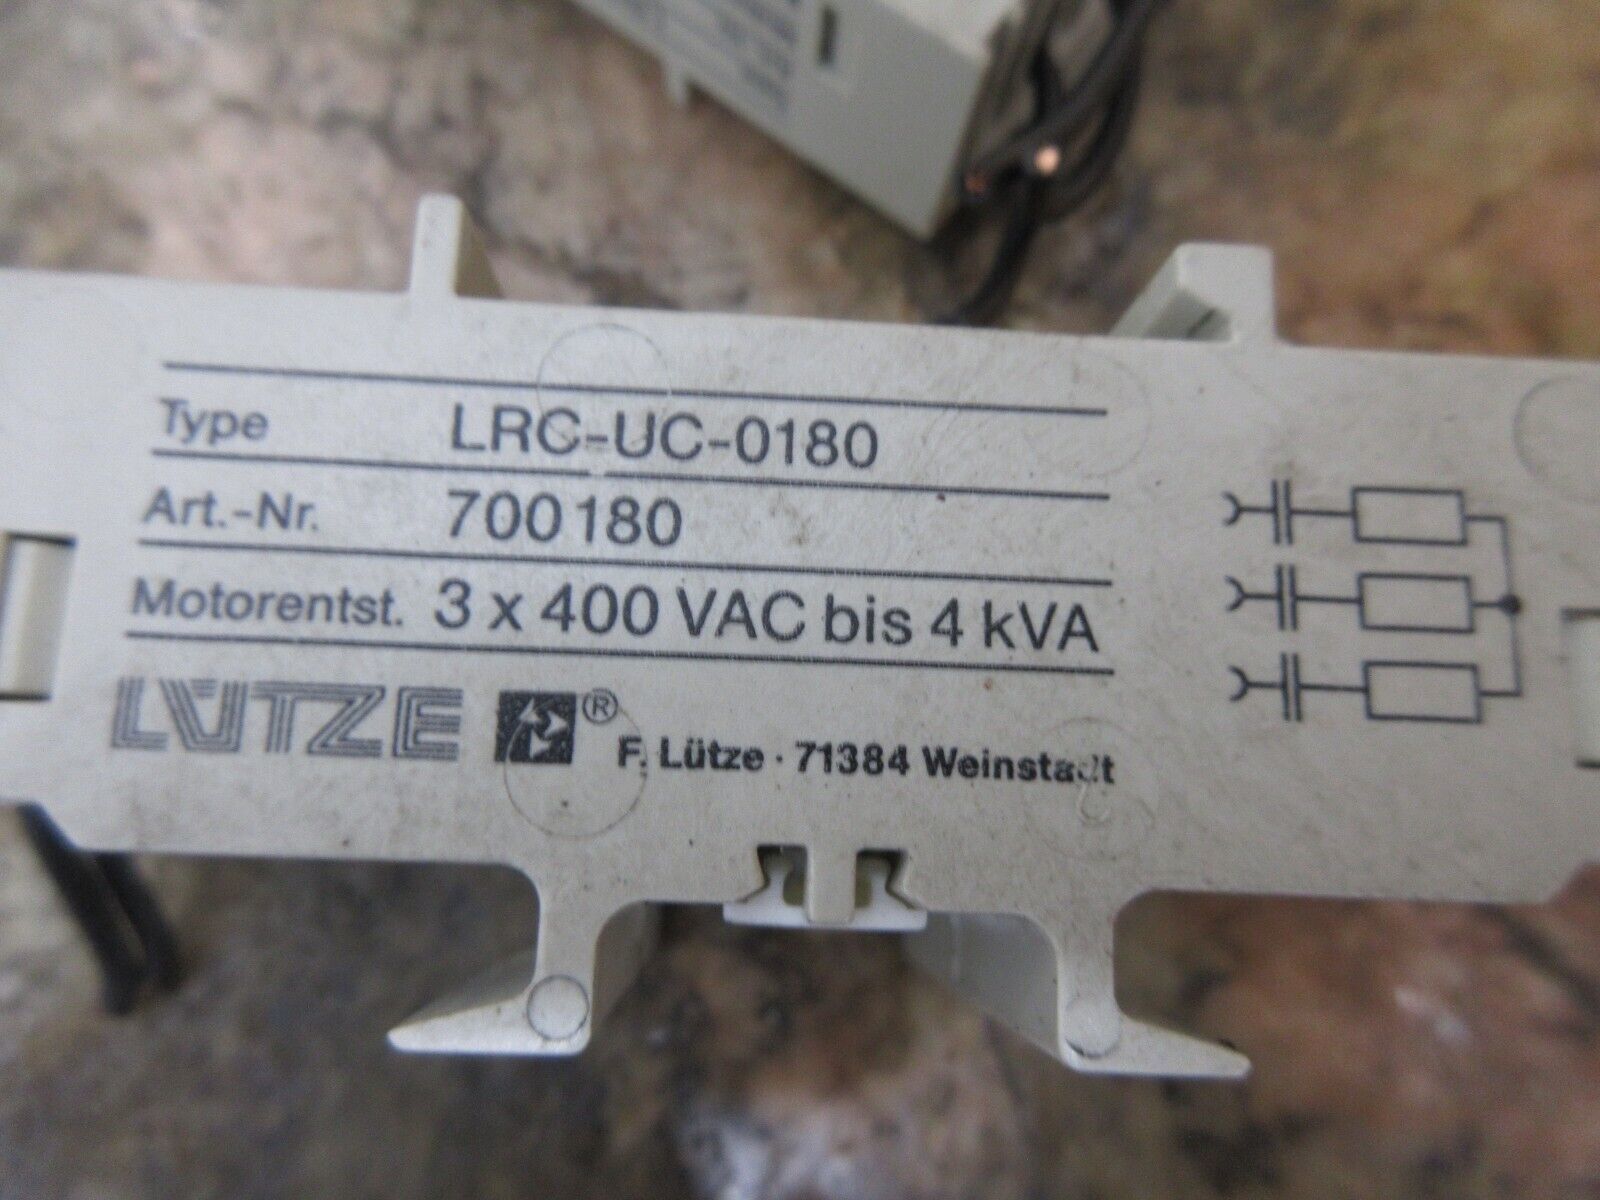 Type LRC-UC-0180
Art.-Nr. 700180
Motorentst. 3 x 400 VAC bis 4 kVA
LÜTZE ® F. Lütze · 71384 Weinstadt